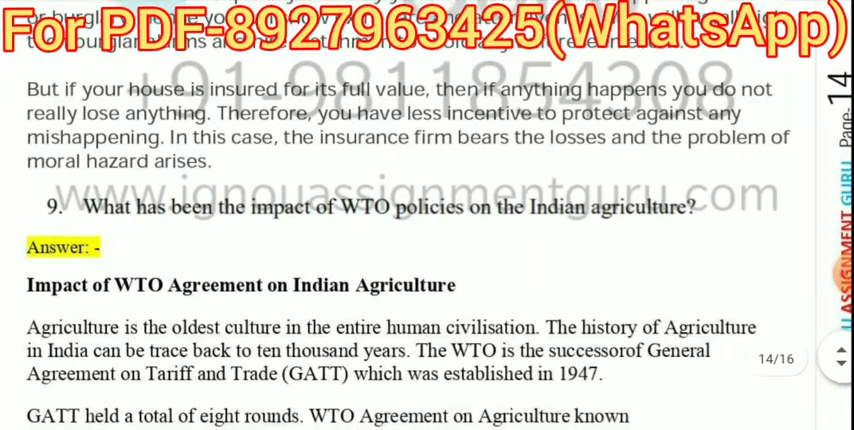 For PDF-8927963425(WhatsApp)
+91-9811854308
But if your house is insured for its full value, then if anything happens you do not
really lose anything. Therefore, you have less incentive to protect against any
mishappening. In this case, the insurance firm bears the losses and the problem of
moral hazard arises.
www.ignouassignmentguru.com
9. What has been the impact of WTO policies on the Indian agriculture?
Answer: -
Impact of WTO Agreement on Indian Agriculture
Agriculture is the oldest culture in the entire human civilisation. The history of Agriculture
in India can be trace back to ten thousand years. The WTO is the successorof General
Agreement on Tariff and Trade (GATT) which was established in 1947.
GATT held a total of eight rounds. WTO Agreement on Agriculture known
14/16
ASSIGNMENT GURU Page-14